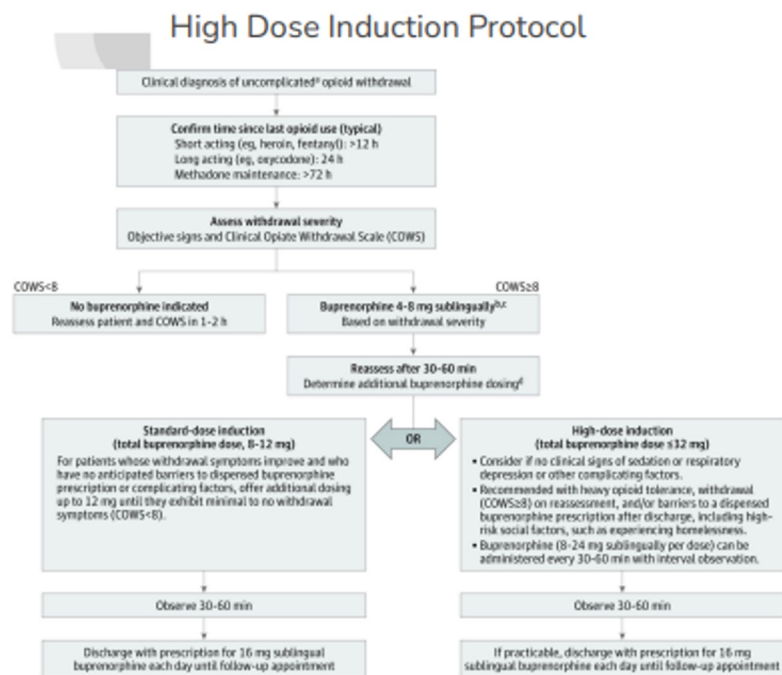 High Dose Induction Protocol
Clinical diagnosis of uncomplicatedᵃ opioid withdrawal
Confirm time since last opioid use (typical)
Short acting (eg, heroin, fentanyl): >12 h
Long acting (eg, oxycodone): 24 h
Methadone maintenance: >72 h
Assess withdrawal severity
Objective signs and Clinical Opiate Withdrawal Scale (COWS)
COWS<8
No buprenorphine indicated
Reassess patient and COWS in 1-2 h
COWS≥8
Buprenorphine 4-8 mg sublinguallyᵇ,ᶜ
Based on withdrawal severity
Reassess after 30-60 min
Determine additional buprenorphine dosingᵈ
Standard-dose induction
(total buprenorphine dose, 8-12 mg)
For patients whose withdrawal symptoms improve and who
have no anticipated barriers to dispensed buprenorphine
prescription or complicating factors, offer additional dosing
up to 12 mg until they exhibit minimal to no withdrawal
symptoms (COWS<8).
OR
High-dose induction
(total buprenorphine dose ≤32 mg)
• Consider if no clinical signs of sedation or respiratory
depression or other complicating factors.
• Recommended with heavy opioid tolerance, withdrawal
(COWS≥8) on reassessment, and/or barriers to a dispensed
buprenorphine prescription after discharge, including high-
risk social factors, such as experiencing homelessness.
• Buprenorphine (8-24 mg sublingually per dose) can be
administered every 30-60 min with interval observation.
Observe 30-60 min
Discharge with prescription for 16 mg sublingual
buprenorphine each day until follow-up appointment
Observe 30-60 min
If practicable, discharge with prescription for 16 mg
sublingual buprenorphine each day until follow-up appointment